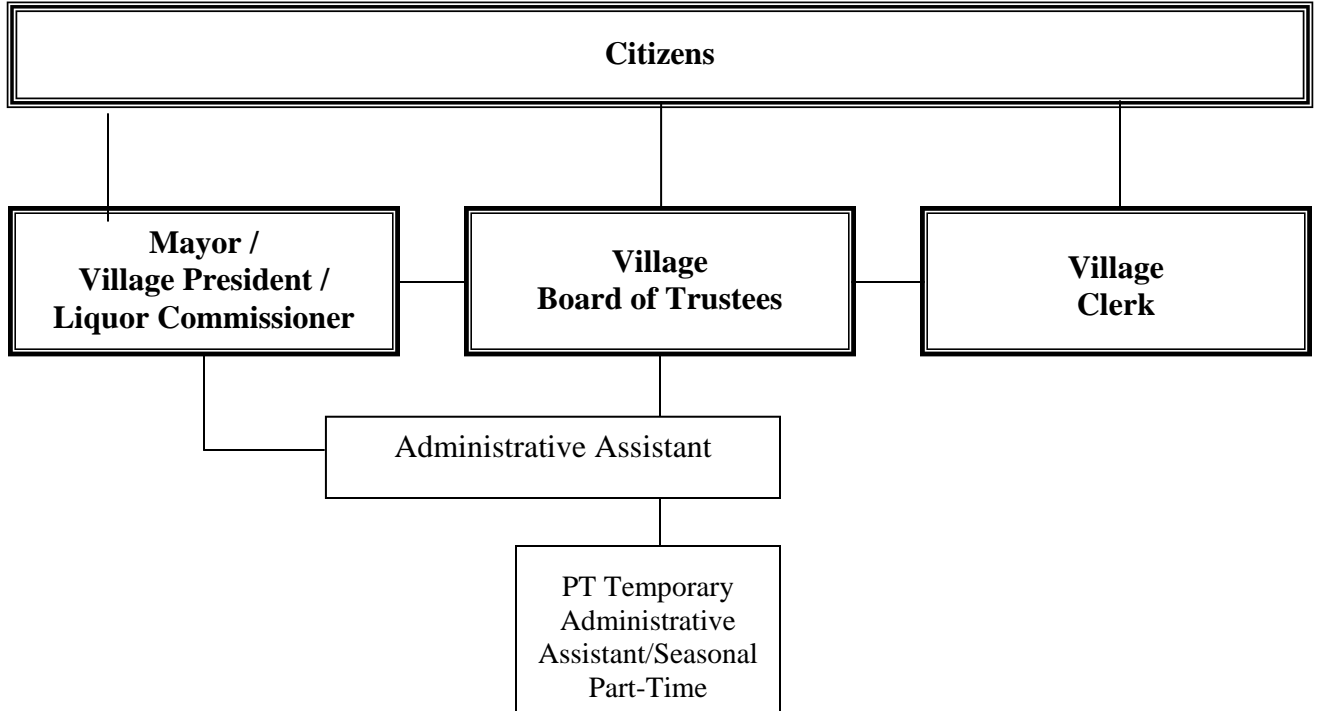 Citizens
Mayor /
Village President /
Liquor Commissioner
Village
Board of Trustees
Village
Clerk
Administrative Assistant
PT Temporary
Administrative
Assistant/Seasonal
Part-Time